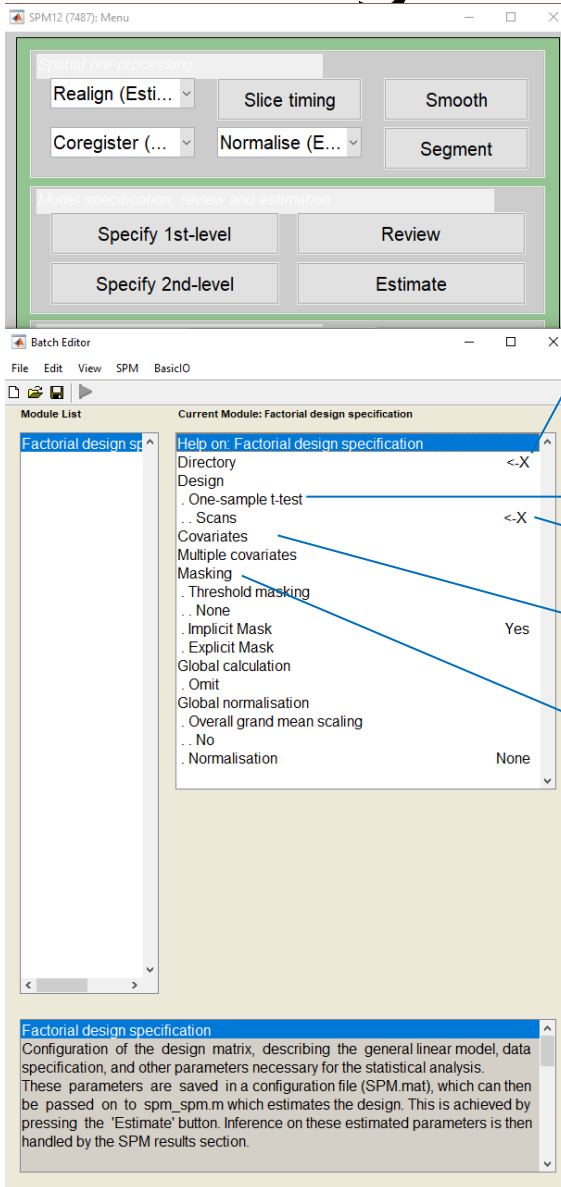 SPM12 (7487): Menu
Spatial pre-processing
Realign (Esti...
Slice timing
Smooth
Coregister (...
Normalise (E...
Segment
Model specification, review and estimation
Specify 1st-level
Review
Specify 2nd-level
Estimate
Batch Editor
File Edit View SPM BasicIO
Module List
Current Module: Factorial design specification
Factorial design sp
Help on: Factorial design specification
Directory <-X
Design
. One-sample t-test
. . Scans <-X
Covariates
Multiple covariates
Masking
. Threshold masking
. . None
. Implicit Mask Yes
. Explicit Mask
Global calculation
. Omit
Global normalisation
. Overall grand mean scaling
. . No
. Normalisation None
Factorial design specification
Configuration of the design matrix, describing the general linear model, data
specification, and other parameters necessary for the statistical analysis.
These parameters are saved in a configuration file (SPM.mat), which can then
be passed on to spm_spm.m which estimates the design. This is achieved by
pressing the 'Estimate' button. Inference on these estimated parameters is then
handled by the SPM results section.